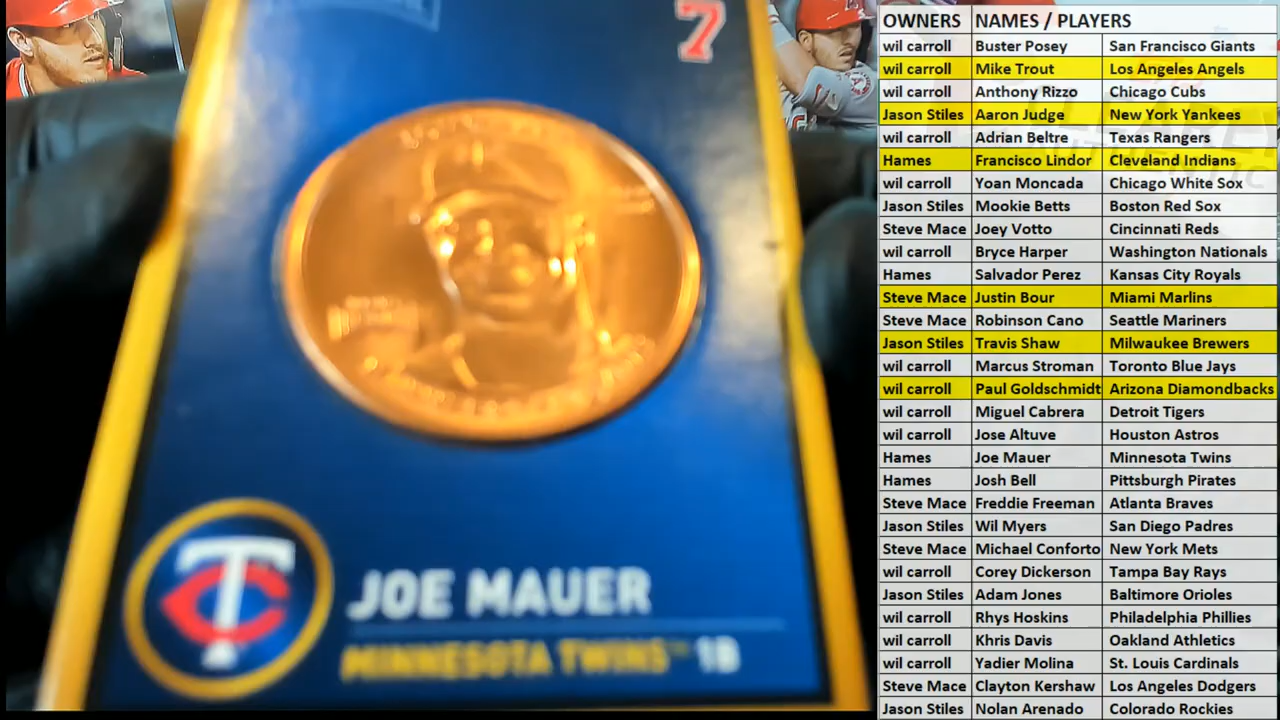 7
TC
JOE MAUER
MINNESOTA TWINS™ 1B
OWNERS NAMES / PLAYERS
wil carroll Buster Posey San Francisco Giants
wil carroll Mike Trout Los Angeles Angels
wil carroll Anthony Rizzo Chicago Cubs
Jason Stiles Aaron Judge New York Yankees
wil carroll Adrian Beltre Texas Rangers
Hames Francisco Lindor Cleveland Indians
wil carroll Yoan Moncada Chicago White Sox
Jason Stiles Mookie Betts Boston Red Sox
Steve Mace Joey Votto Cincinnati Reds
wil carroll Bryce Harper Washington Nationals
Hames Salvador Perez Kansas City Royals
Steve Mace Justin Bour Miami Marlins
Steve Mace Robinson Cano Seattle Mariners
Jason Stiles Travis Shaw Milwaukee Brewers
wil carroll Marcus Stroman Toronto Blue Jays
wil carroll Paul Goldschmidt Arizona Diamondbacks
wil carroll Miguel Cabrera Detroit Tigers
wil carroll Jose Altuve Houston Astros
Hames Joe Mauer Minnesota Twins
Hames Josh Bell Pittsburgh Pirates
Steve Mace Freddie Freeman Atlanta Braves
Jason Stiles Wil Myers San Diego Padres
Steve Mace Michael Conforto New York Mets
wil carroll Corey Dickerson Tampa Bay Rays
Jason Stiles Adam Jones Baltimore Orioles
wil carroll Rhys Hoskins Philadelphia Phillies
wil carroll Khris Davis Oakland Athletics
wil carroll Yadier Molina St. Louis Cardinals
Steve Mace Clayton Kershaw Los Angeles Dodgers
Jason Stiles Nolan Arenado Colorado Rockies